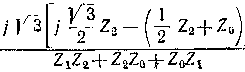 j√3 [ j √3/2 Z₂ − ( 1/2 Z₂ + Z₀ ) ]
Z₁Z₂ + Z₂Z₀ + Z₀Z₁